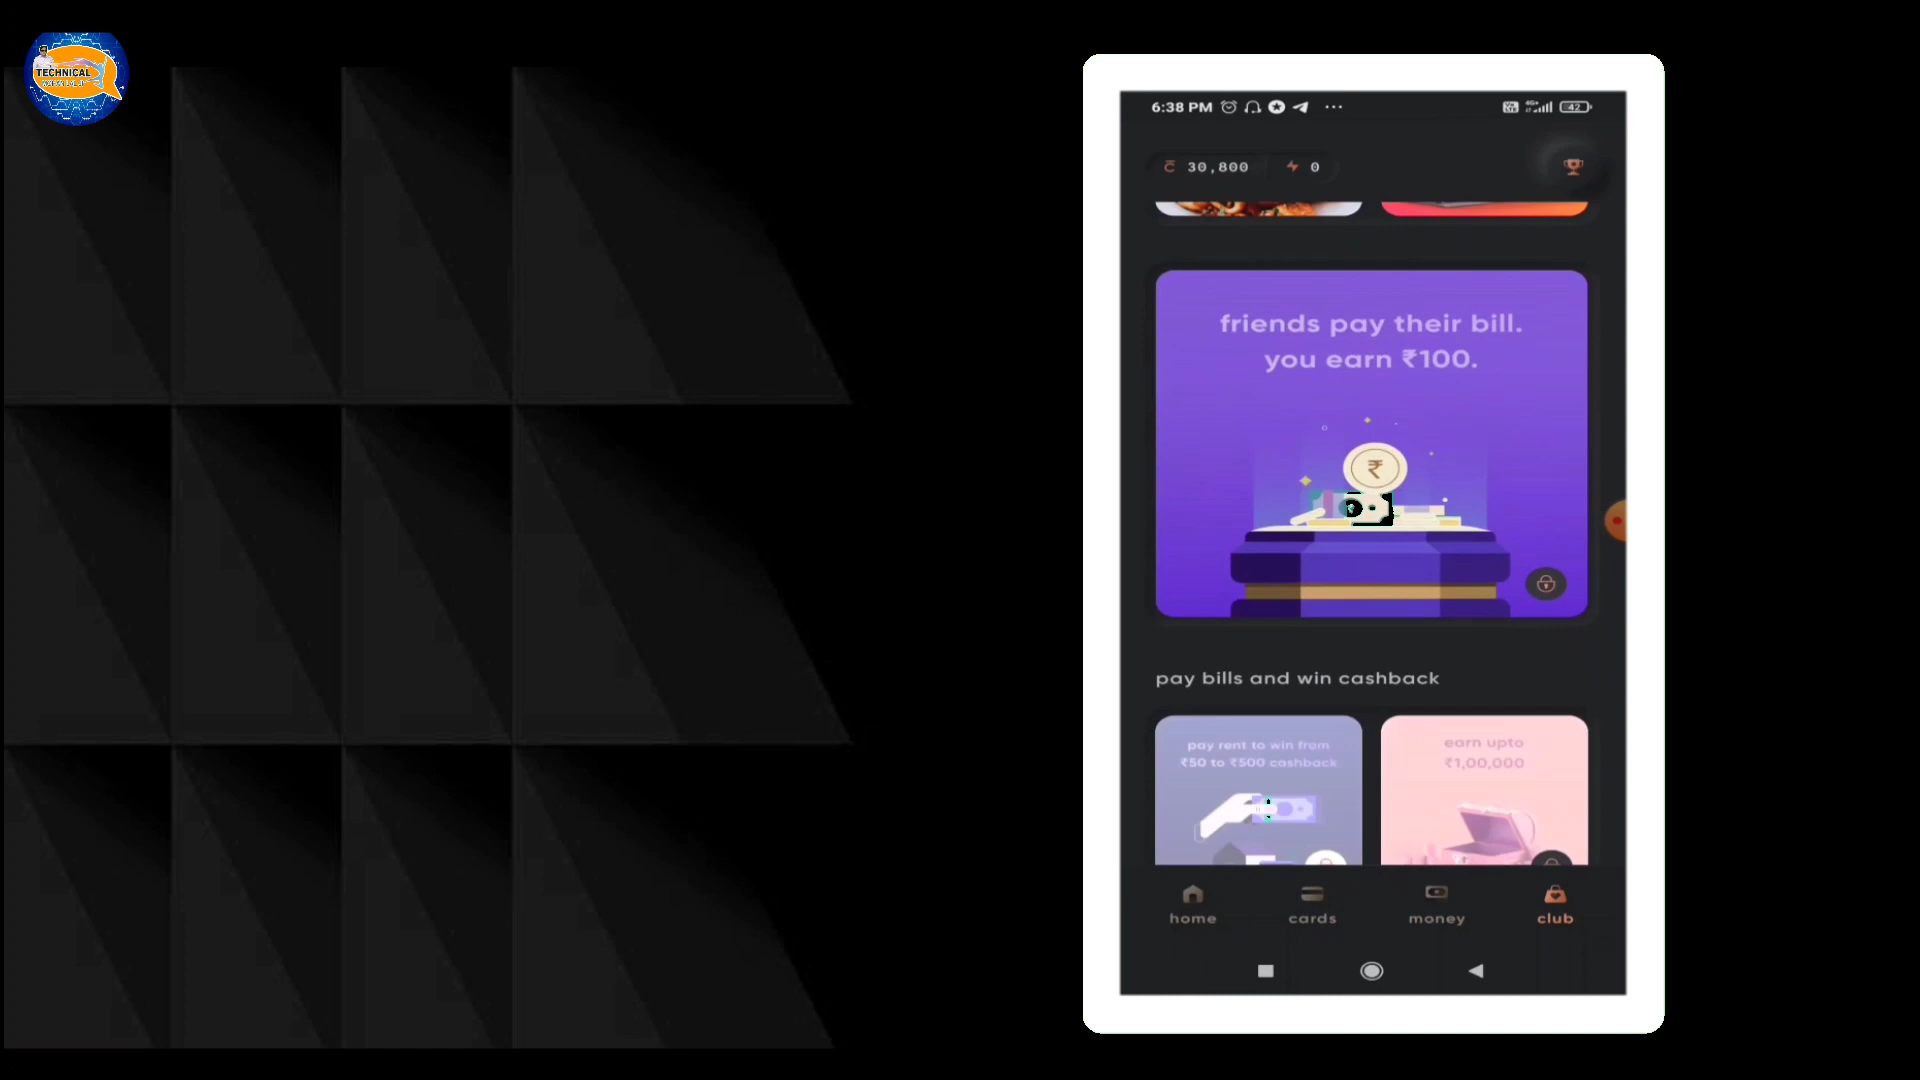 TECHNICAL
6:38 PM
42
30,800
0
friends pay their bill.
you earn ₹100.
pay bills and win cashback
pay rent to win from
₹50 to ₹500 cashback
earn upto
₹1,00,000
home
cards
money
club